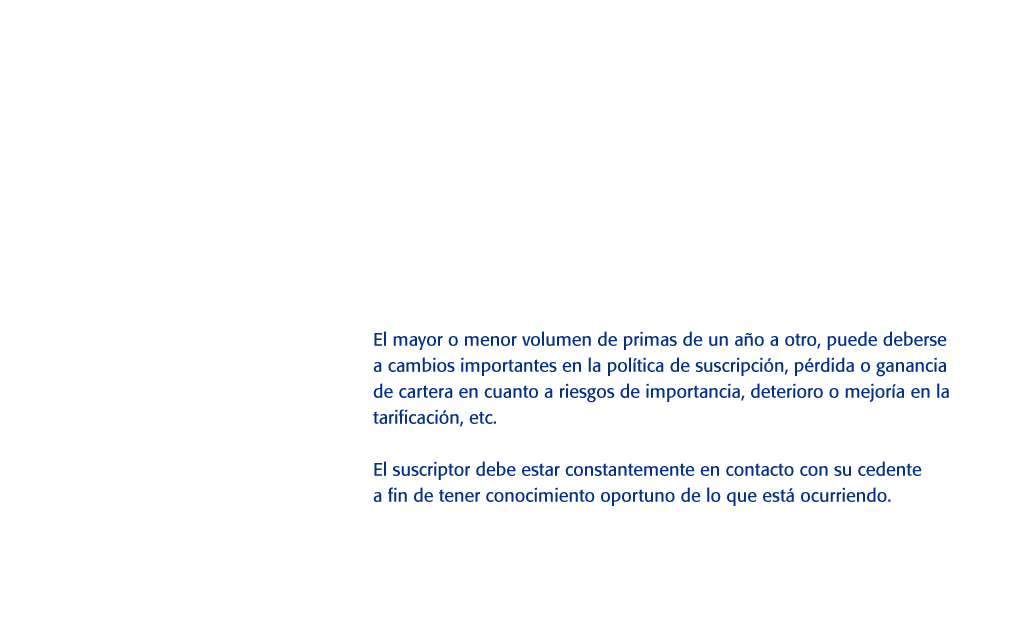 El mayor o menor volumen de primas de un año a otro, puede deberse
a cambios importantes en la política de suscripción, pérdida o ganancia
de cartera en cuanto a riesgos de importancia, deterioro o mejoría en la
tarificación, etc.
El suscriptor debe estar constantemente en contacto con su cedente
a fin de tener conocimiento oportuno de lo que está ocurriendo.